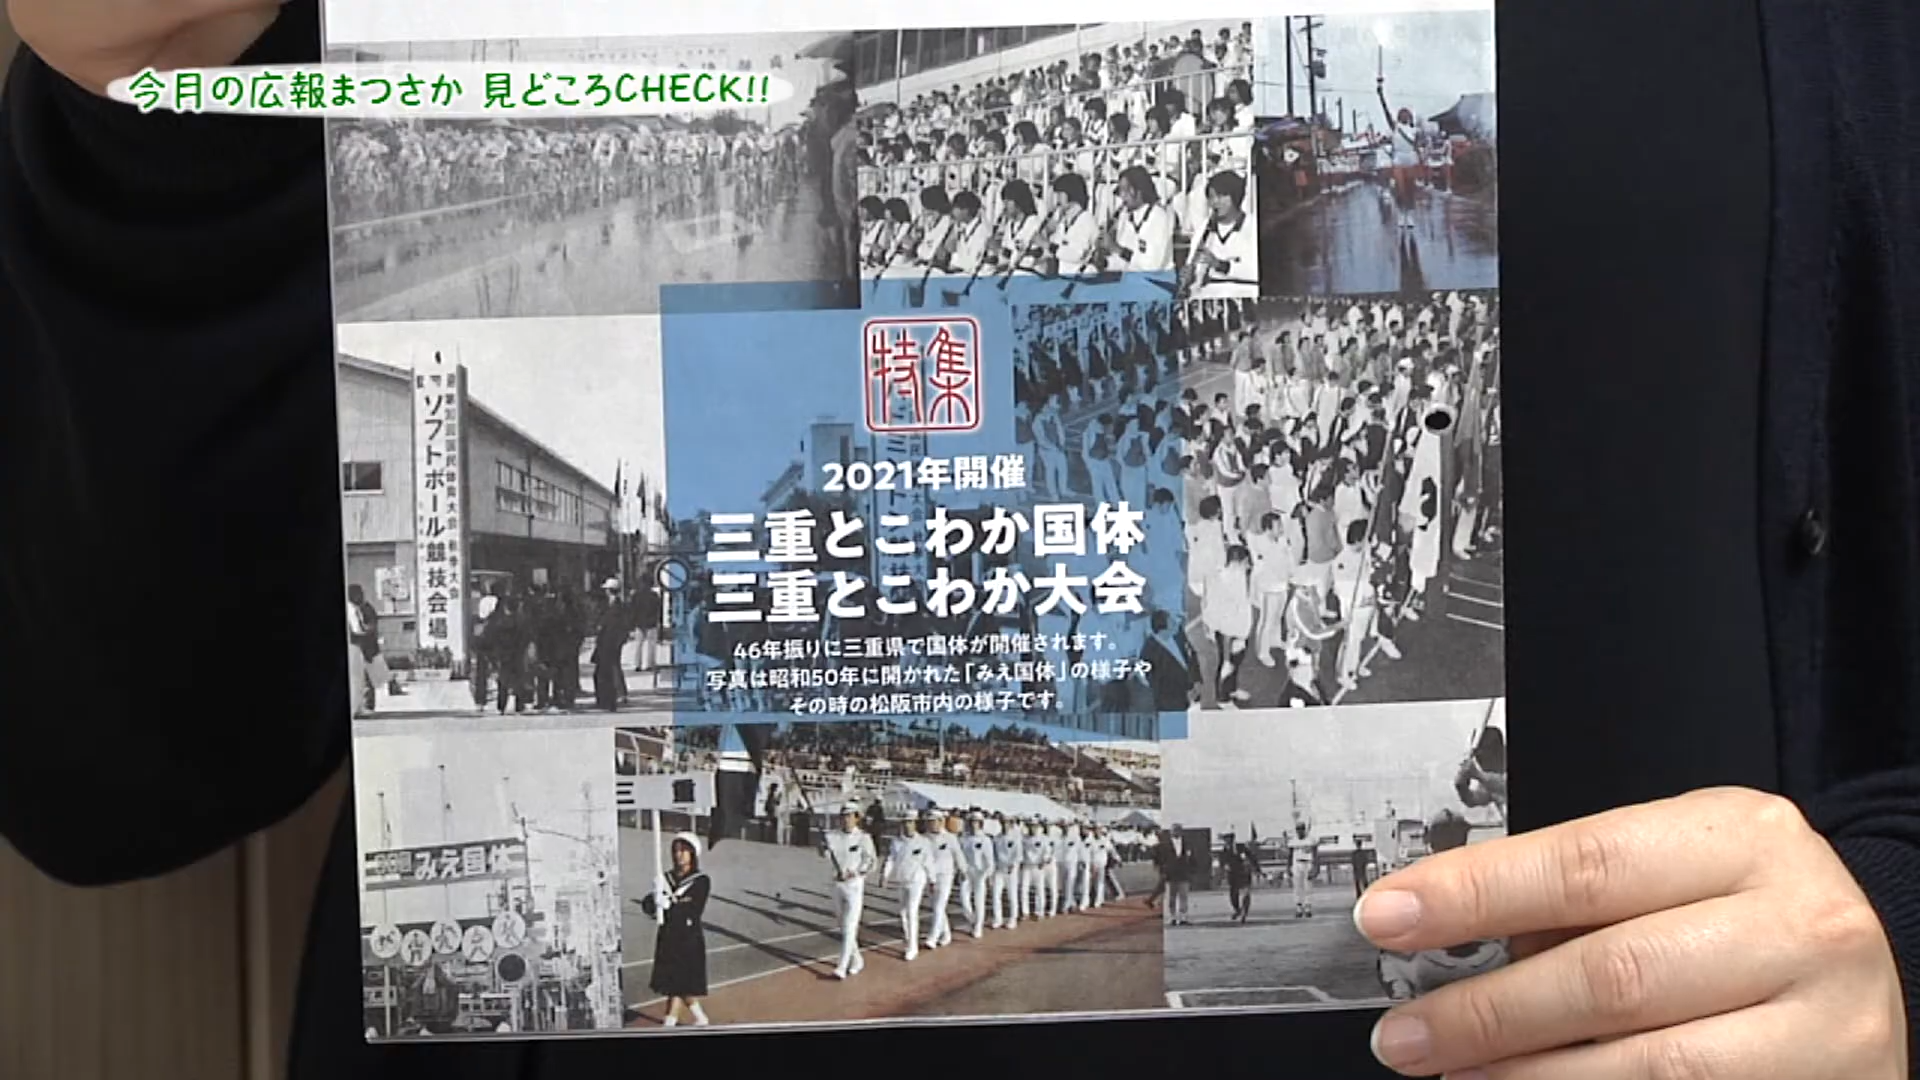 今月の広報まつさか 見どころCHECK!!
特集
2021年開催
三重とこわか国体
三重とこわか大会
46年振りに三重県で国体が開催されます。
写真は昭和50年に開かれた「みえ国体」の様子や
その時の松阪市内の様子です。
ソフトボール競技会場
三重
みえ国体